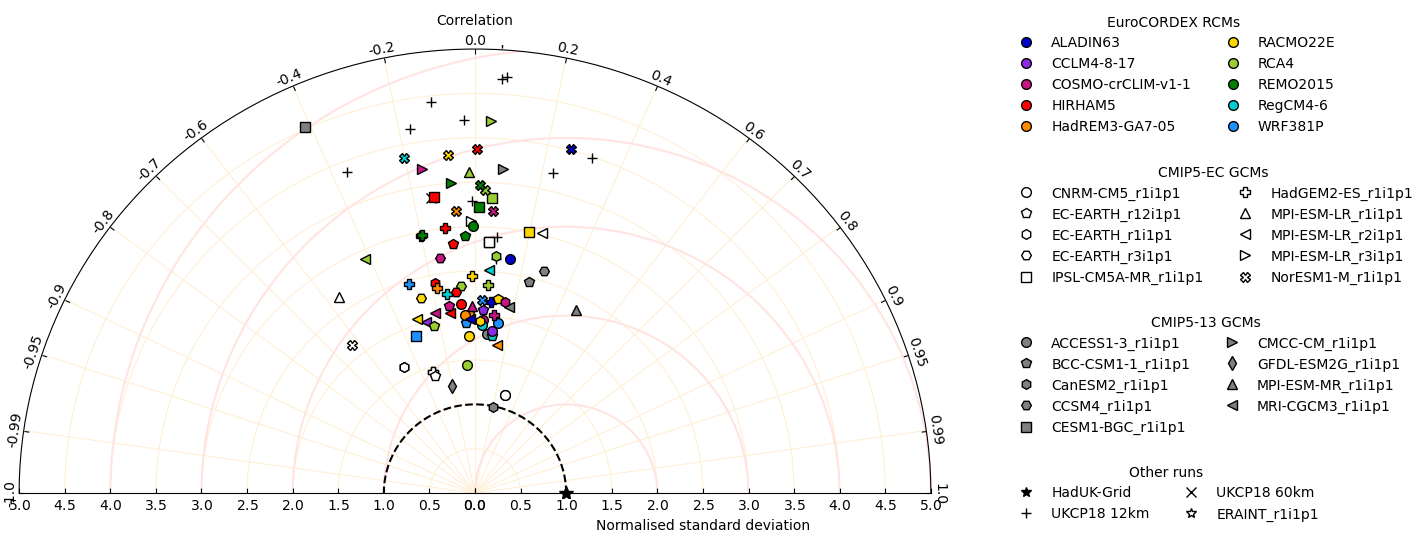 Correlation
0.0
-0.2
0.2
-0.4
0.4
-0.6
0.6
-0.7
0.7
-0.8
0.8
-0.9
0.9
-0.95
0.95
-0.99
0.99
-1.0
1.0
5.0 4.5 4.0 3.5 3.0 2.5 2.0 1.5 1.0 0.5 0.0 0.5 1.0 1.5 2.0 2.5 3.0 3.5 4.0 4.5 5.0
Normalised standard deviation
EuroCORDEX RCMs
ALADIN63 RACMO22E
CCLM4-8-17 RCA4
COSMO-crCLIM-v1-1 REMO2015
HIRHAM5 RegCM4-6
HadREM3-GA7-05 WRF381P
CMIP5-EC GCMs
CNRM-CM5_r1i1p1 HadGEM2-ES_r1i1p1
EC-EARTH_r12i1p1 MPI-ESM-LR_r1i1p1
EC-EARTH_r1i1p1 MPI-ESM-LR_r2i1p1
EC-EARTH_r3i1p1 MPI-ESM-LR_r3i1p1
IPSL-CM5A-MR_r1i1p1 NorESM1-M_r1i1p1
CMIP5-13 GCMs
ACCESS1-3_r1i1p1 CMCC-CM_r1i1p1
BCC-CSM1-1_r1i1p1 GFDL-ESM2G_r1i1p1
CanESM2_r1i1p1 MPI-ESM-MR_r1i1p1
CCSM4_r1i1p1 MRI-CGCM3_r1i1p1
CESM1-BGC_r1i1p1
Other runs
HadUK-Grid UKCP18 60km
UKCP18 12km ERAINT_r1i1p1